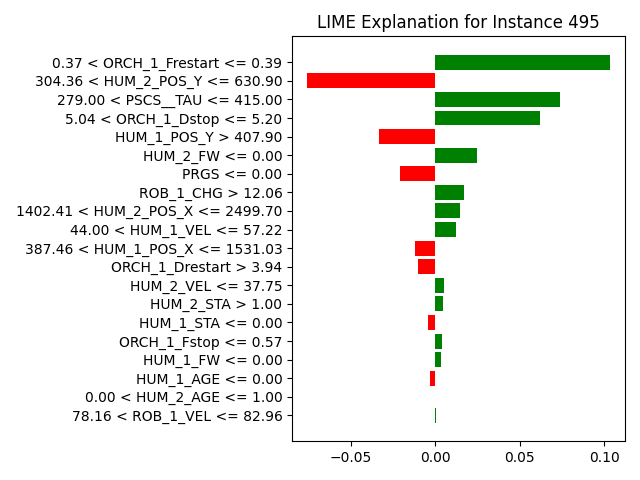 LIME Explanation for Instance 495
0.37 < ORCH_1_Frestart <= 0.39
304.36 < HUM_2_POS_Y <= 630.90
279.00 < PSCS__TAU <= 415.00
5.04 < ORCH_1_Dstop <= 5.20
HUM_1_POS_Y > 407.90
HUM_2_FW <= 0.00
PRGS <= 0.00
ROB_1_CHG > 12.06
1402.41 < HUM_2_POS_X <= 2499.70
44.00 < HUM_1_VEL <= 57.22
387.46 < HUM_1_POS_X <= 1531.03
ORCH_1_Drestart > 3.94
HUM_2_VEL <= 37.75
HUM_2_STA > 1.00
HUM_1_STA <= 0.00
ORCH_1_Fstop <= 0.57
HUM_1_FW <= 0.00
HUM_1_AGE <= 0.00
0.00 < HUM_2_AGE <= 1.00
78.16 < ROB_1_VEL <= 82.96
−0.05 0.00 0.05 0.10